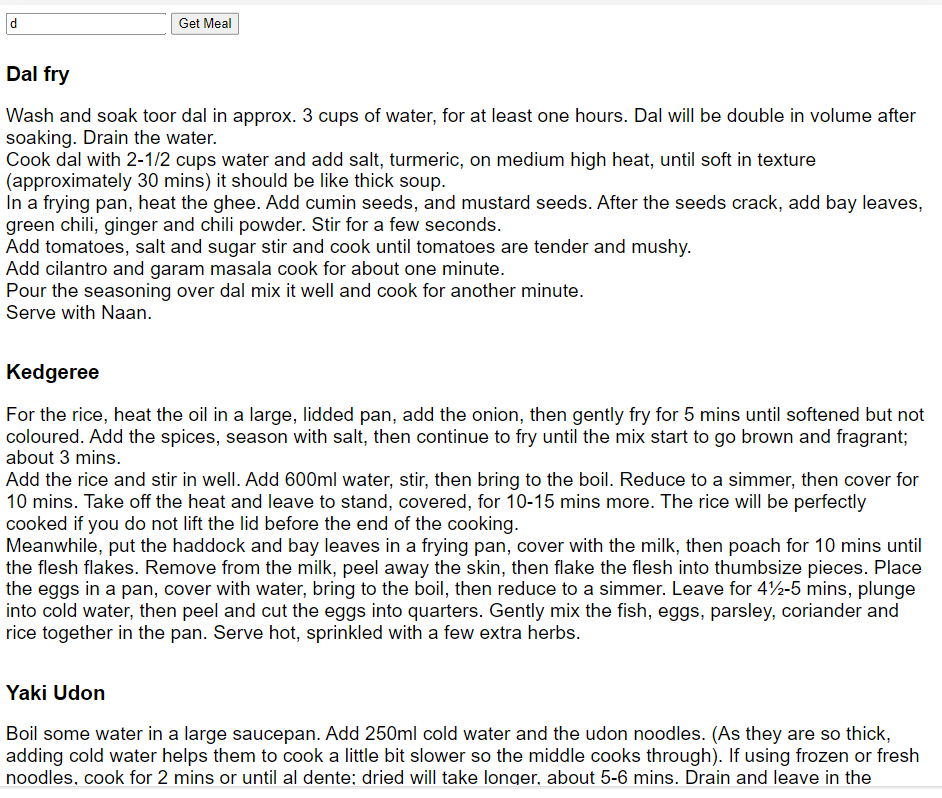 d Get Meal
Dal fry
Wash and soak toor dal in approx. 3 cups of water, for at least one hours. Dal will be double in volume after
soaking. Drain the water.
Cook dal with 2-1/2 cups water and add salt, turmeric, on medium high heat, until soft in texture
(approximately 30 mins) it should be like thick soup.
In a frying pan, heat the ghee. Add cumin seeds, and mustard seeds. After the seeds crack, add bay leaves,
green chili, ginger and chili powder. Stir for a few seconds.
Add tomatoes, salt and sugar stir and cook until tomatoes are tender and mushy.
Add cilantro and garam masala cook for about one minute.
Pour the seasoning over dal mix it well and cook for another minute.
Serve with Naan.
Kedgeree
For the rice, heat the oil in a large, lidded pan, add the onion, then gently fry for 5 mins until softened but not
coloured. Add the spices, season with salt, then continue to fry until the mix start to go brown and fragrant;
about 3 mins.
Add the rice and stir in well. Add 600ml water, stir, then bring to the boil. Reduce to a simmer, then cover for
10 mins. Take off the heat and leave to stand, covered, for 10-15 mins more. The rice will be perfectly
cooked if you do not lift the lid before the end of the cooking.
Meanwhile, put the haddock and bay leaves in a frying pan, cover with the milk, then poach for 10 mins until
the flesh flakes. Remove from the milk, peel away the skin, then flake the flesh into thumbsize pieces. Place
the eggs in a pan, cover with water, bring to the boil, then reduce to a simmer. Leave for 4½-5 mins, plunge
into cold water, then peel and cut the eggs into quarters. Gently mix the fish, eggs, parsley, coriander and
rice together in the pan. Serve hot, sprinkled with a few extra herbs.
Yaki Udon
Boil some water in a large saucepan. Add 250ml cold water and the udon noodles. (As they are so thick,
adding cold water helps them to cook a little bit slower so the middle cooks through). If using frozen or fresh
noodles, cook for 2 mins or until al dente; dried will take longer, about 5-6 mins. Drain and leave in the